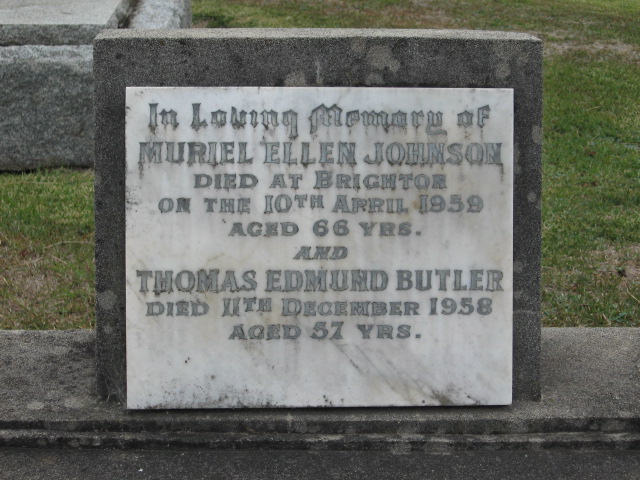 In Loving Memory of
MURIEL ELLEN JOHNSON
DIED AT BRIGHTON
ON THE 10TH APRIL 1959
AGED 66 YRS.
AND
THOMAS EDMUND BUTLER
DIED 11TH DECEMBER 1958
AGED 57 YRS.